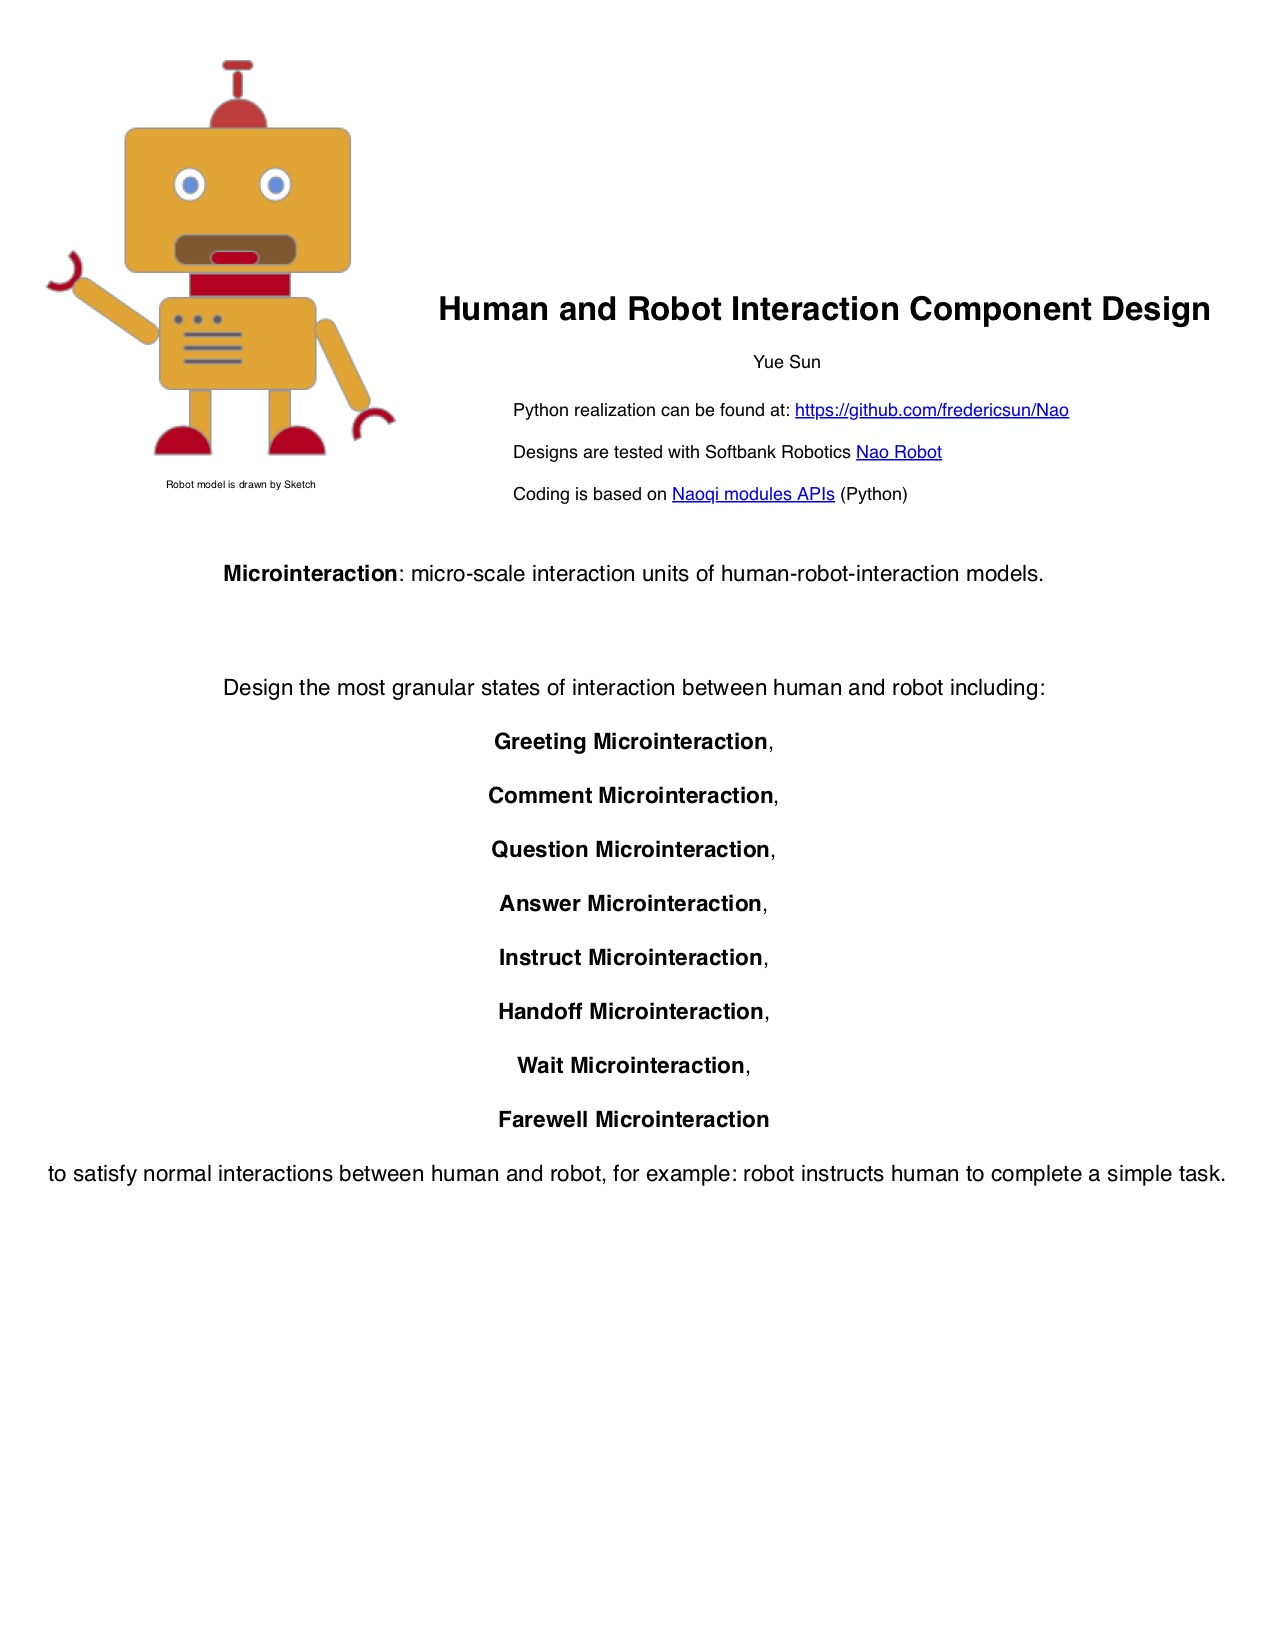 Human and Robot Interaction Component Design
Yue Sun
Python realization can be found at: https://github.com/fredericsun/Nao
Designs are tested with Softbank Robotics Nao Robot
Robot model is drawn by Sketch
Coding is based on Naoqi modules APIs (Python)
Microinteraction: micro-scale interaction units of human-robot-interaction models.
Design the most granular states of interaction between human and robot including:
Greeting Microinteraction,
Comment Microinteraction,
Question Microinteraction,
Answer Microinteraction,
Instruct Microinteraction,
Handoff Microinteraction,
Wait Microinteraction,
Farewell Microinteraction
to satisfy normal interactions between human and robot, for example: robot instructs human to complete a simple task.